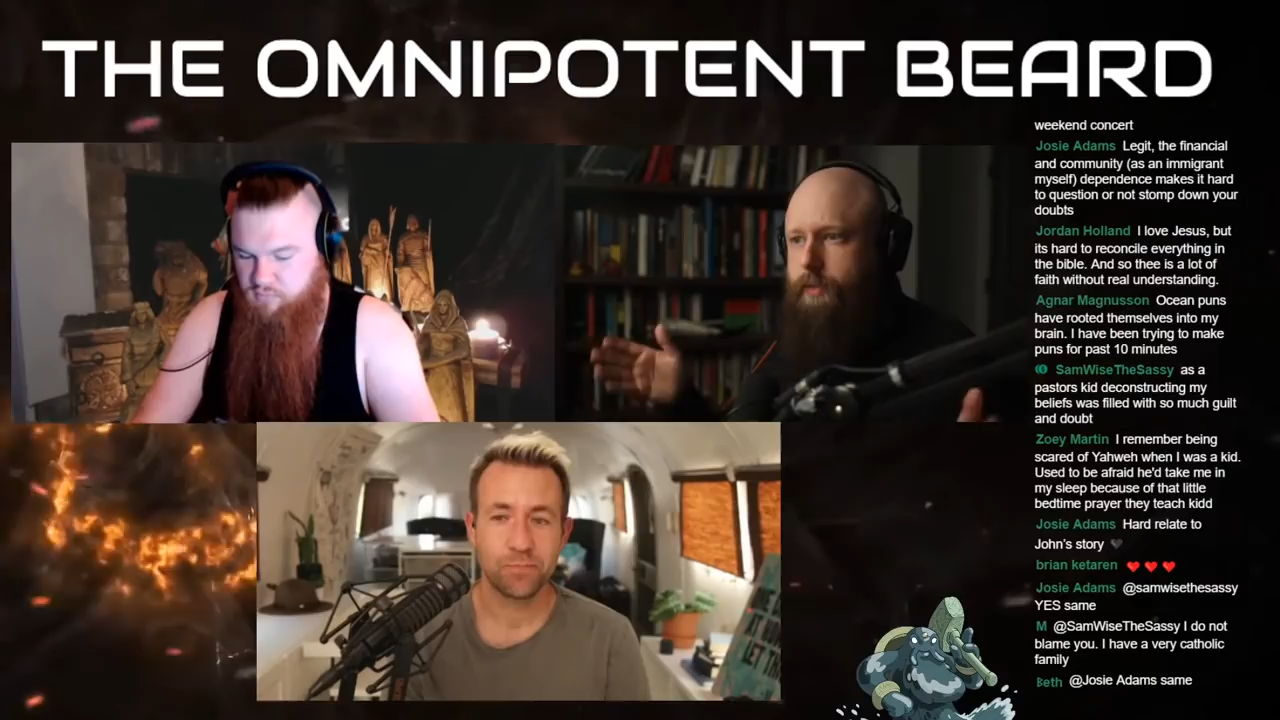 THE OMNIPOTENT BEARD
weekend concert
Josie Adams Legit, the financial
and community (as an immigrant
myself) dependence makes it hard
to question or not stomp down your
doubts
Jordan Holland I love Jesus, but
its hard to reconcile everything in
the bible. And so thee is a lot of
faith without real understanding.
Agnar Magnusson Ocean puns
have rooted themselves into my
brain. I have been trying to make
puns for past 10 minutes
SamWiseTheSassy as a
pastors kid deconstructing my
beliefs was filled with so much guilt
and doubt
Zoey Martin I remember being
scared of Yahweh when I was a kid.
Used to be afraid he'd take me in
my sleep because of that little
bedtime prayer they teach kid
Josie Adams Hard relate to
John's story
brian ketaren
Josie Adams @samwisethesassy
YES same
M @SamWiseTheSassy I do not
blame you. I have a very catholic
family
Beth @Josie Adams same
LET